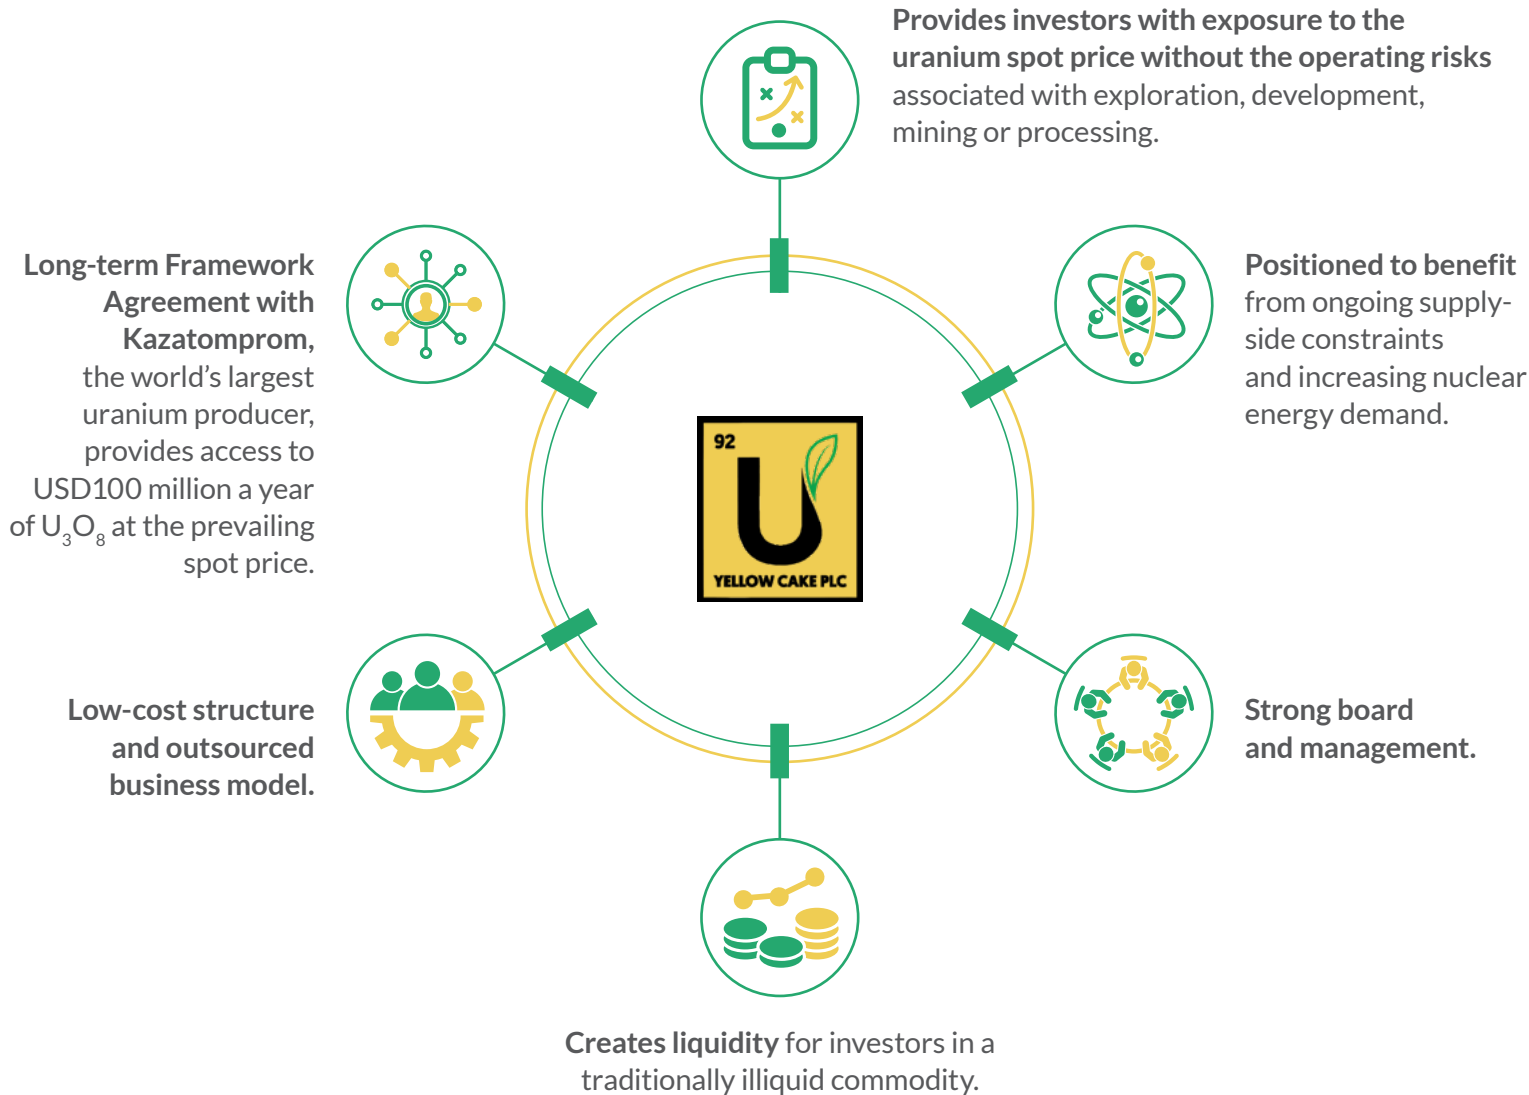 Provides investors with exposure to the
uranium spot price without the operating risks
associated with exploration, development,
mining or processing.
Positioned to benefit
from ongoing supply-
side constraints
and increasing nuclear
energy demand.
Strong board
and management.
Creates liquidity for investors in a
traditionally illiquid commodity.
Low-cost structure
and outsourced
business model.
Long-term Framework
Agreement with
Kazatomprom,
the world’s largest
uranium producer,
provides access to
USD100 million a year
of U₃O₈ at the prevailing
spot price.
92
U
YELLOW CAKE PLC